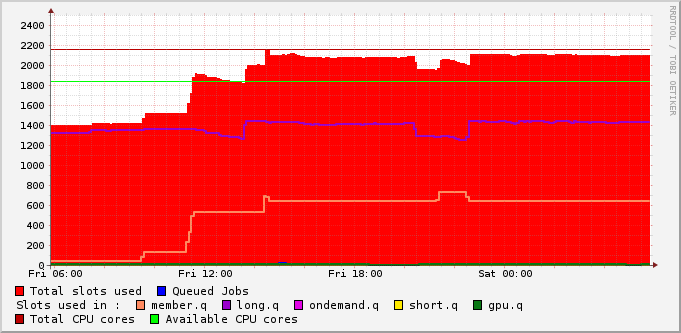 2400
2200
2000
1800
1600
1400
1200
1000
800
600
400
200
0
Fri 06:00 Fri 12:00 Fri 18:00 Sat 00:00
Total slots used Queued Jobs
Slots used in : member.q long.q ondemand.q short.q gpu.q
Total CPU cores Available CPU cores
RRDTOOL / TOBI OETIKER